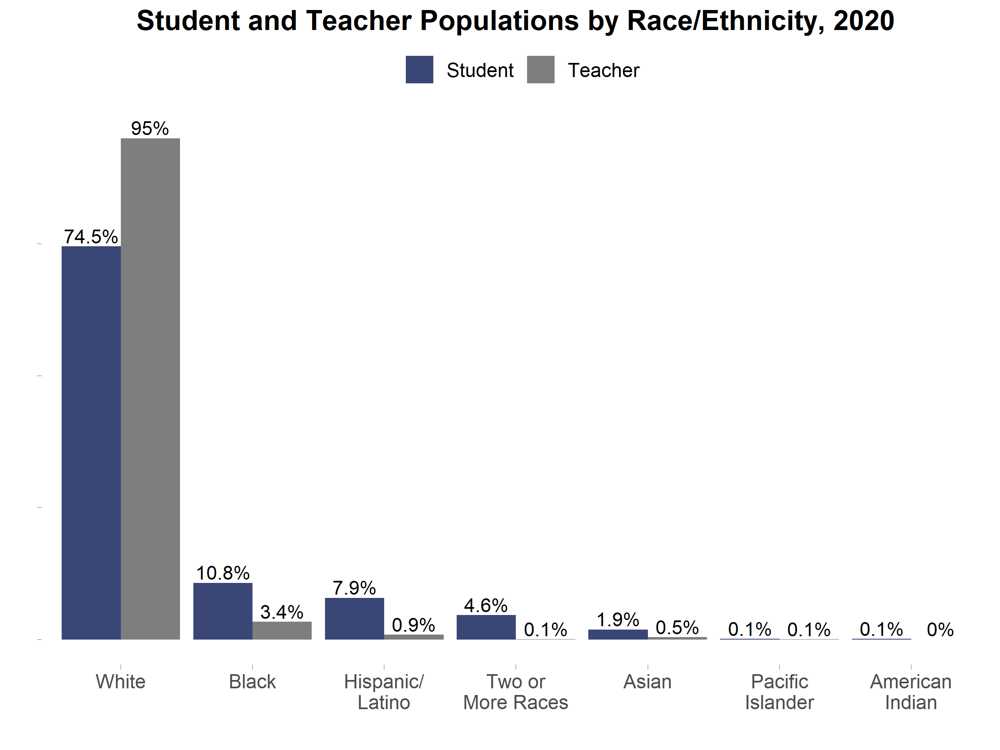 Student and Teacher Populations by Race/Ethnicity, 2020
Student Teacher
95%
74.5%
10.8%
3.4%
7.9%
0.9%
4.6%
0.1%
1.9%
0.5%
0.1%
0.1%
0.1%
0%
White
Black
Hispanic/
Latino
Two or
More Races
Asian
Pacific
Islander
American
Indian